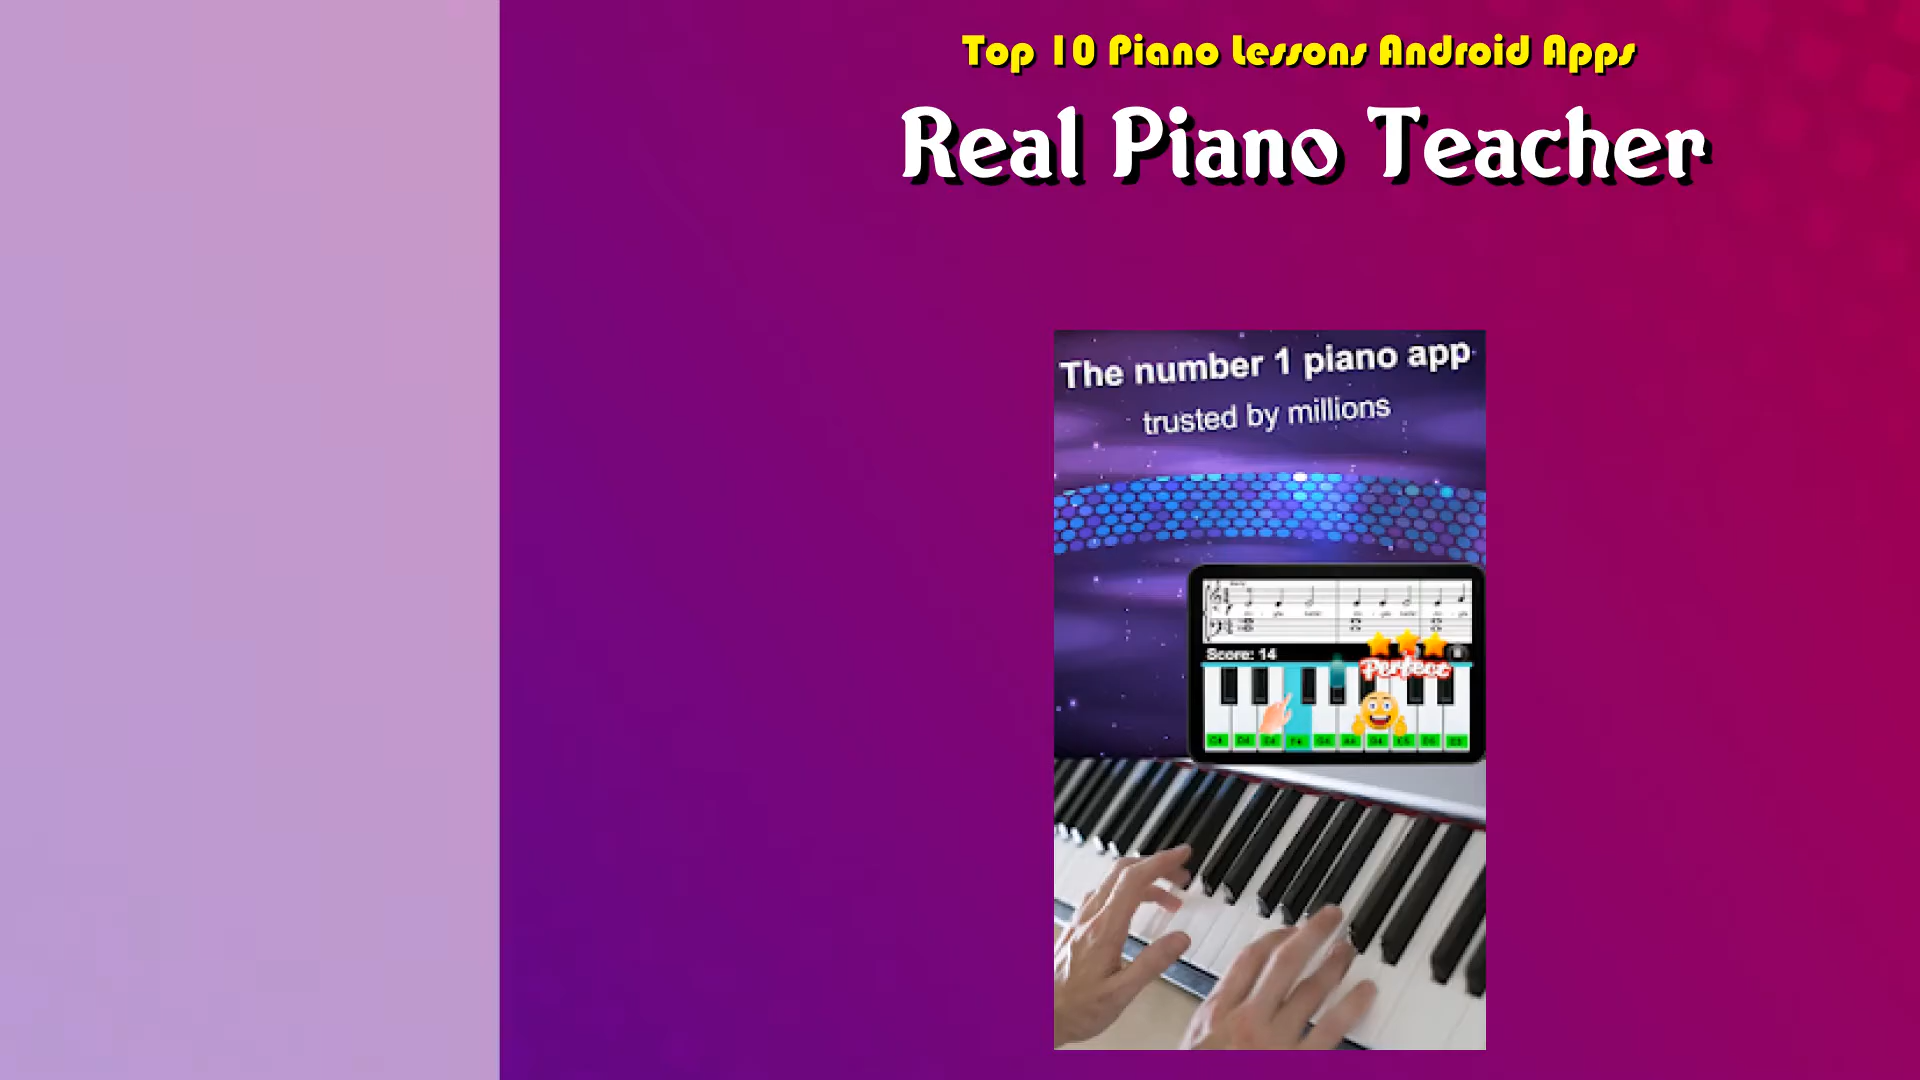 Top 10 Piano Lessons Android Apps
Real Piano Teacher
The number 1 piano app
trusted by millions
Score: 14
Perfect